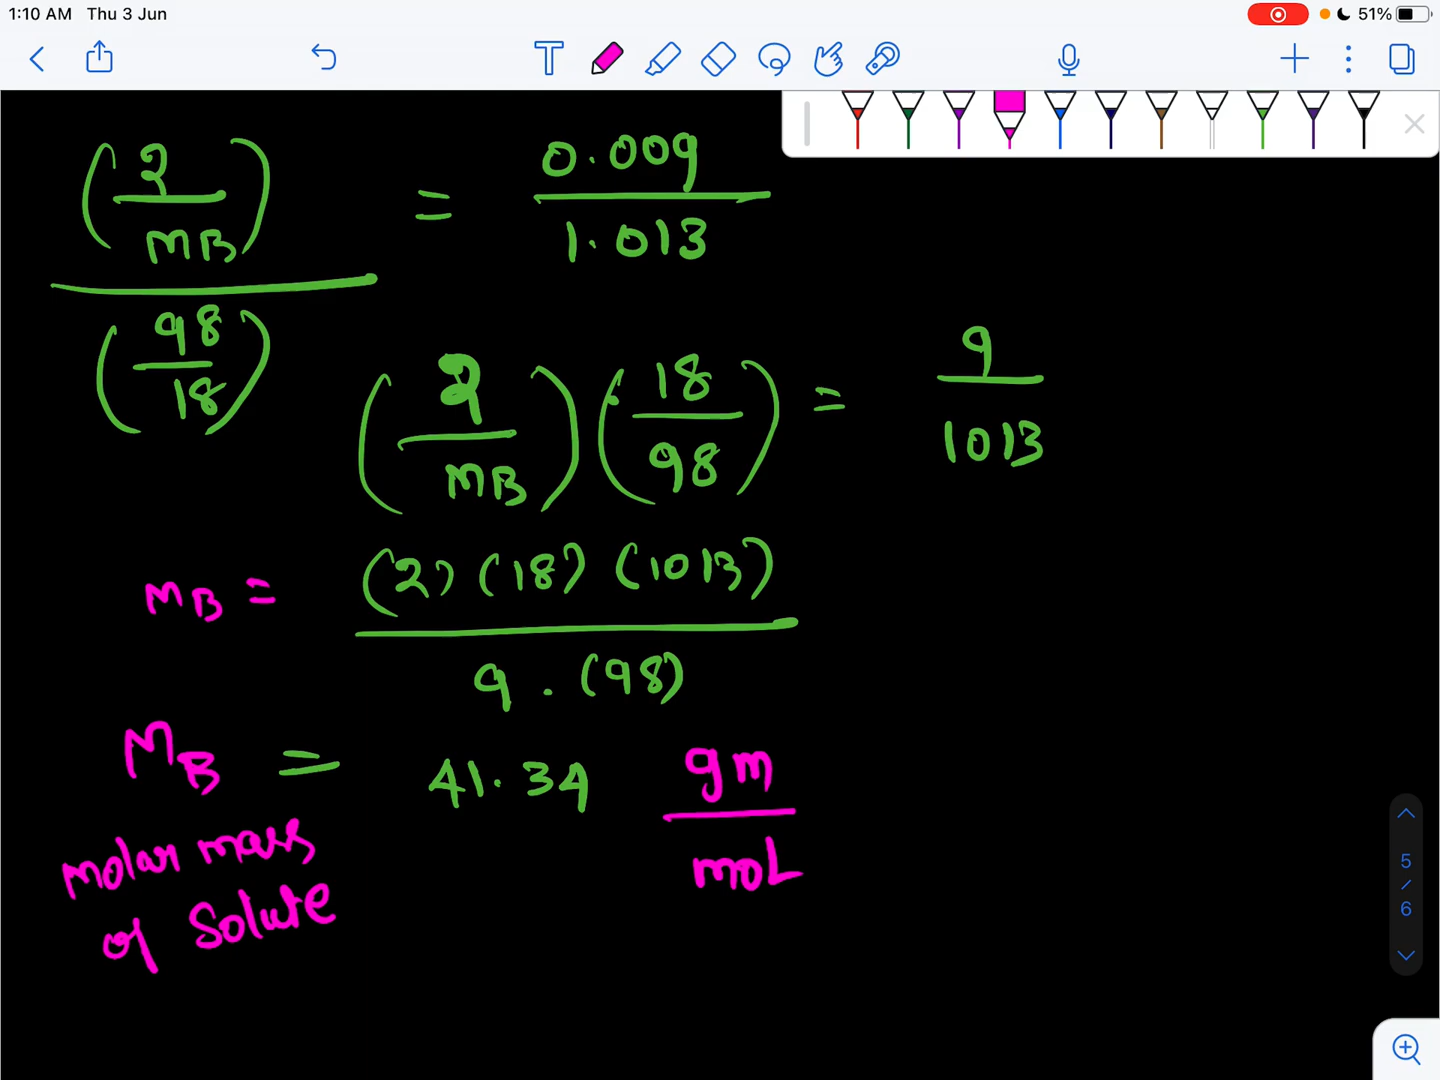 1:10 AM Thu 3 Jun 51%
T
(2/MB) / (98/18) = 0.009/1.013
(2/MB) (18/98) = 9/1013
MB = (2) (18) (1013) / 9 . (98)
MB = 41.34 gm/moL
molar mass
of Solute
5/6